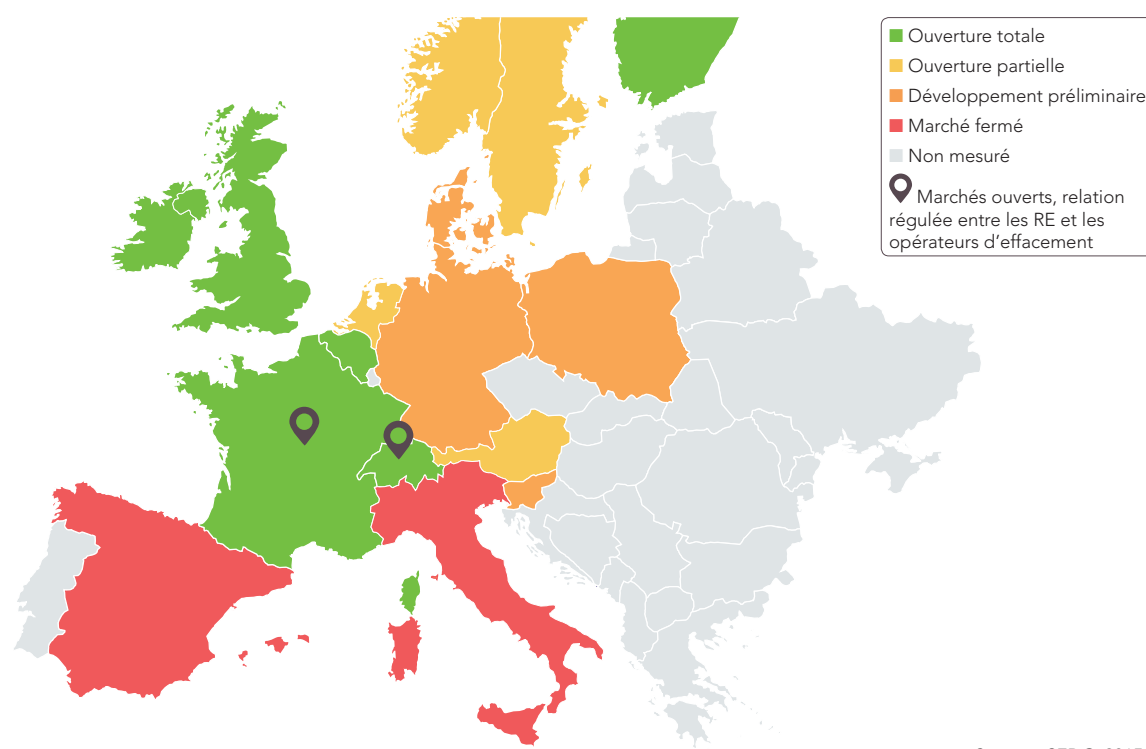 Ouverture totale
Ouverture partielle
Développement préliminaire
Marché fermé
Non mesuré
Marchés ouverts, relation
régulée entre les RE et les
opérateurs d'effacement